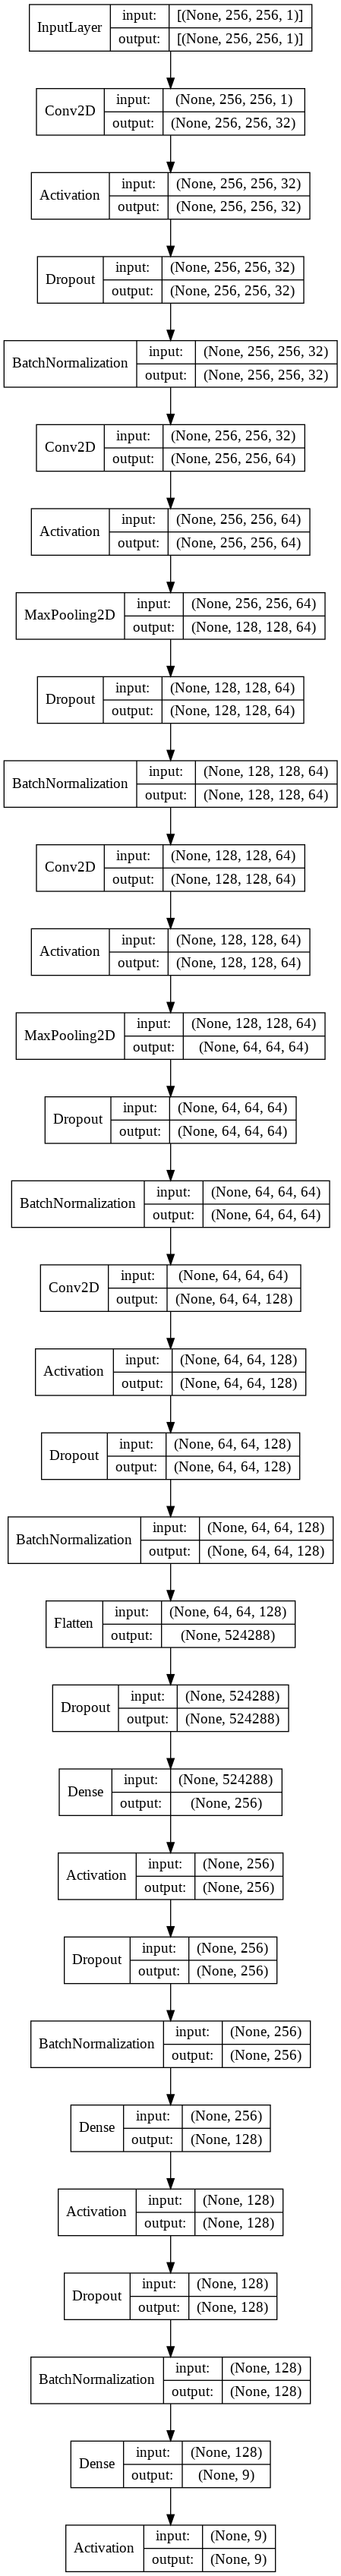 InputLayer input: [(None, 256, 256, 1)]
output: [(None, 256, 256, 1)]
Conv2D input: (None, 256, 256, 1)
output: (None, 256, 256, 32)
Activation input: (None, 256, 256, 32)
output: (None, 256, 256, 32)
Dropout input: (None, 256, 256, 32)
output: (None, 256, 256, 32)
BatchNormalization input: (None, 256, 256, 32)
output: (None, 256, 256, 32)
Conv2D input: (None, 256, 256, 32)
output: (None, 256, 256, 64)
Activation input: (None, 256, 256, 64)
output: (None, 256, 256, 64)
MaxPooling2D input: (None, 256, 256, 64)
output: (None, 128, 128, 64)
Dropout input: (None, 128, 128, 64)
output: (None, 128, 128, 64)
BatchNormalization input: (None, 128, 128, 64)
output: (None, 128, 128, 64)
Conv2D input: (None, 128, 128, 64)
output: (None, 128, 128, 64)
Activation input: (None, 128, 128, 64)
output: (None, 128, 128, 64)
MaxPooling2D input: (None, 128, 128, 64)
output: (None, 64, 64, 64)
Dropout input: (None, 64, 64, 64)
output: (None, 64, 64, 64)
BatchNormalization input: (None, 64, 64, 64)
output: (None, 64, 64, 64)
Conv2D input: (None, 64, 64, 64)
output: (None, 64, 64, 128)
Activation input: (None, 64, 64, 128)
output: (None, 64, 64, 128)
Dropout input: (None, 64, 64, 128)
output: (None, 64, 64, 128)
BatchNormalization input: (None, 64, 64, 128)
output: (None, 64, 64, 128)
Flatten input: (None, 64, 64, 128)
output: (None, 524288)
Dropout input: (None, 524288)
output: (None, 524288)
Dense input: (None, 524288)
output: (None, 256)
Activation input: (None, 256)
output: (None, 256)
Dropout input: (None, 256)
output: (None, 256)
BatchNormalization input: (None, 256)
output: (None, 256)
Dense input: (None, 256)
output: (None, 128)
Activation input: (None, 128)
output: (None, 128)
Dropout input: (None, 128)
output: (None, 128)
BatchNormalization input: (None, 128)
output: (None, 128)
Dense input: (None, 128)
output: (None, 9)
Activation input: (None, 9)
output: (None, 9)